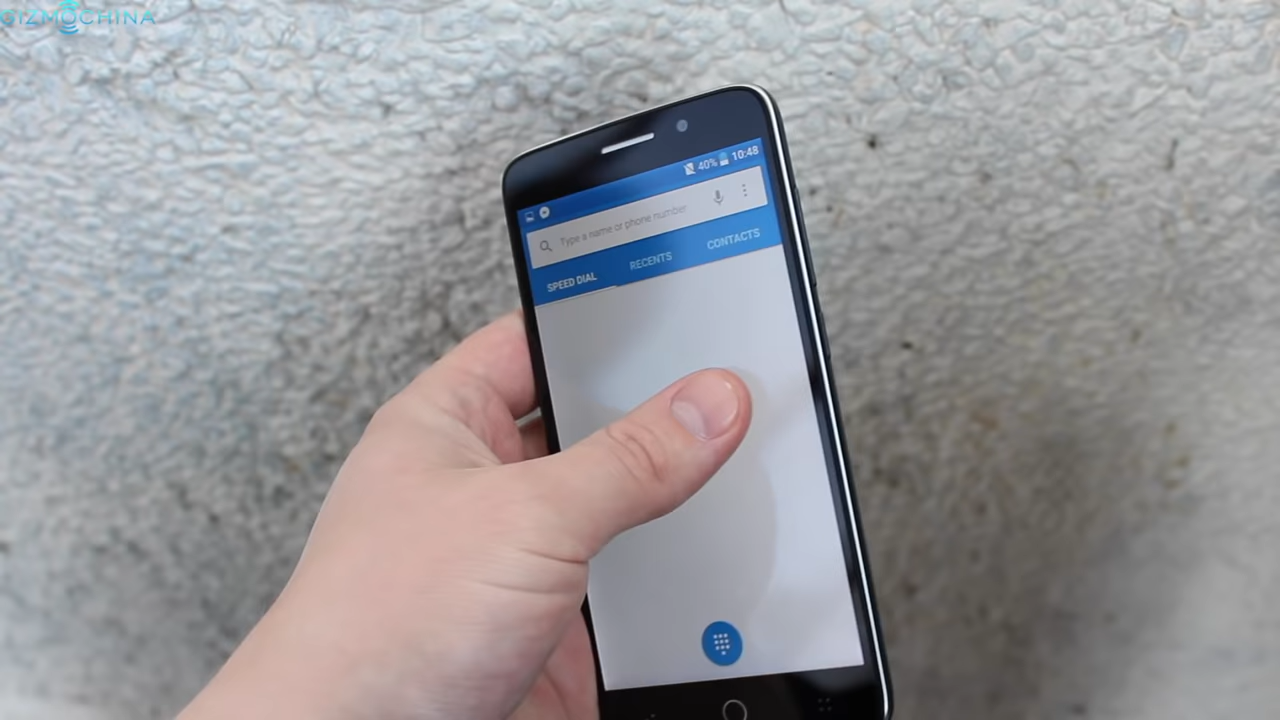 GIZMOCHINA
40% 10:48
Type a name or phone number
SPEED DIAL RECENTS CONTACTS